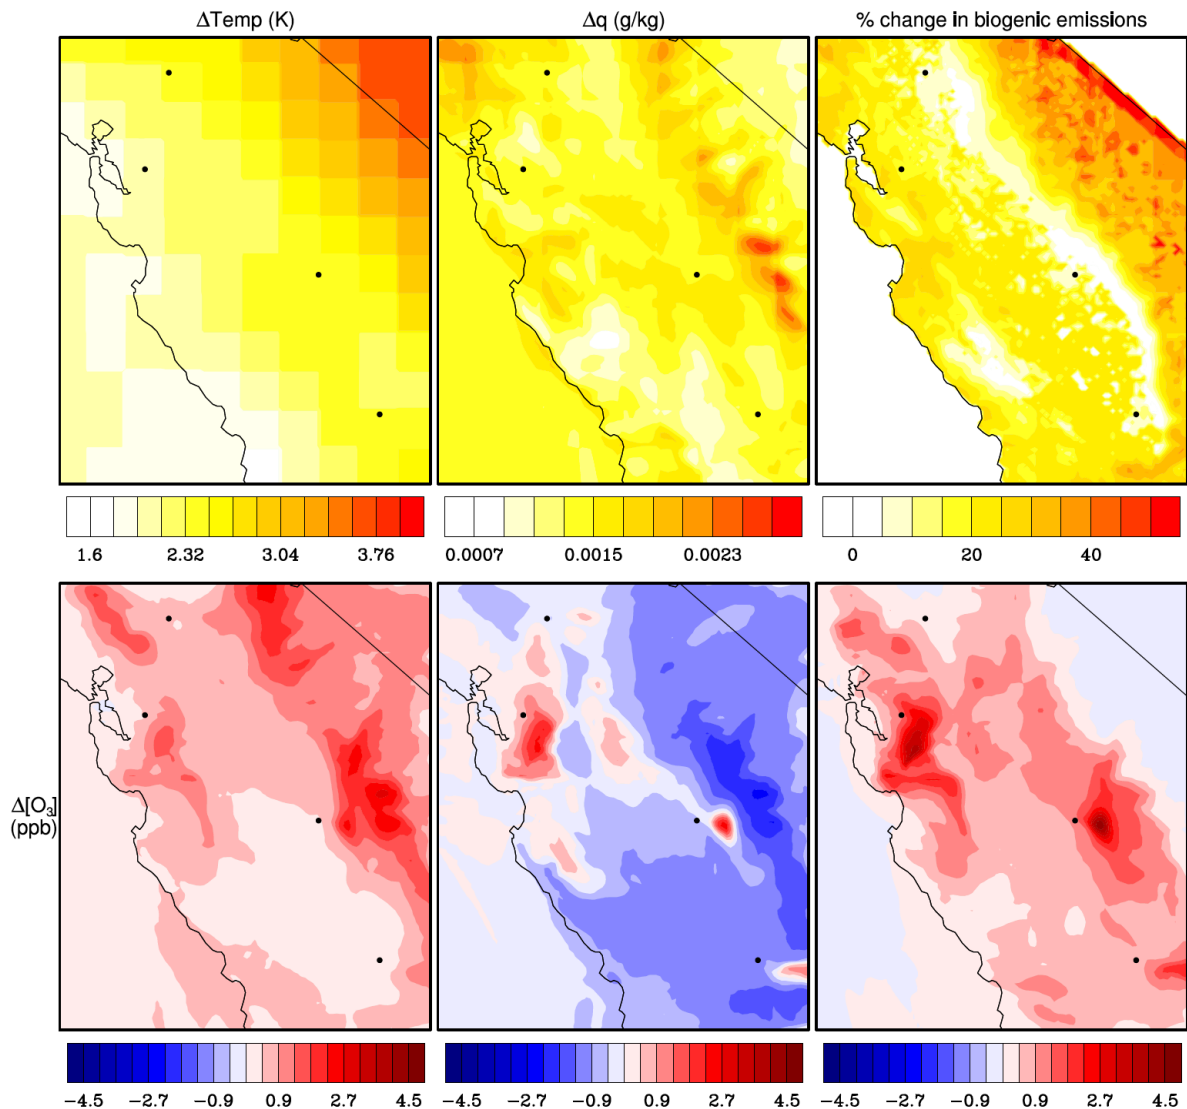 ΔTemp (K) Δq (g/kg) % change in biogenic emissions
1.6 2.32 3.04 3.76 0.0007 0.0015 0.0023 0 20 40
Δ[O₃]
(ppb)
−4.5 −2.7 −0.9 0.9 2.7 4.5 −4.5 −2.7 −0.9 0.9 2.7 4.5 −4.5 −2.7 −0.9 0.9 2.7 4.5